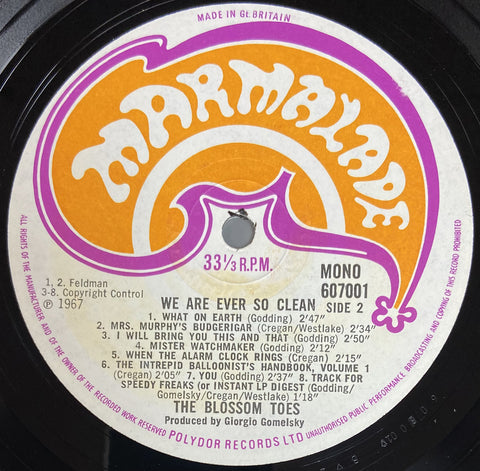 MADE IN GT. BRITAIN
MARMALADE
33⅓ R.P.M.
MONO
607001
SIDE 2
1, 2. Feldman
3-8. Copyright Control
℗ 1967
WE ARE EVER SO CLEAN
1. WHAT ON EARTH (Godding) 2'47"
2. MRS. MURPHY'S BUDGERIGAR (Cregan/Westlake) 2'34"
3. I WILL BRING YOU THIS AND THAT (Godding) 2'50"
4. MISTER WATCHMAKER (Godding) 2'12"
5. WHEN THE ALARM CLOCK RINGS (Cregan) 2'15"
6. THE INTREPID BALLOONIST'S HANDBOOK, VOLUME 1
(Cregan) 2'05" 7. YOU (Godding) 2'37" 8. TRACK FOR
SPEEDY FREAKS (or INSTANT LP DIGEST (Godding/
Gomelsky/Cregan/Westlake) 1'18"
THE BLOSSOM TOES
Produced by Giorgio Gomelsky
ALL RIGHTS OF THE MANUFACTURER AND OF THE OWNER OF THE RECORDED WORK RESERVED
POLYDOR RECORDS LTD
UNAUTHORISED PUBLIC PERFORMANCE BROADCASTING AND COPYING OF THIS RECORD PROHIBITED